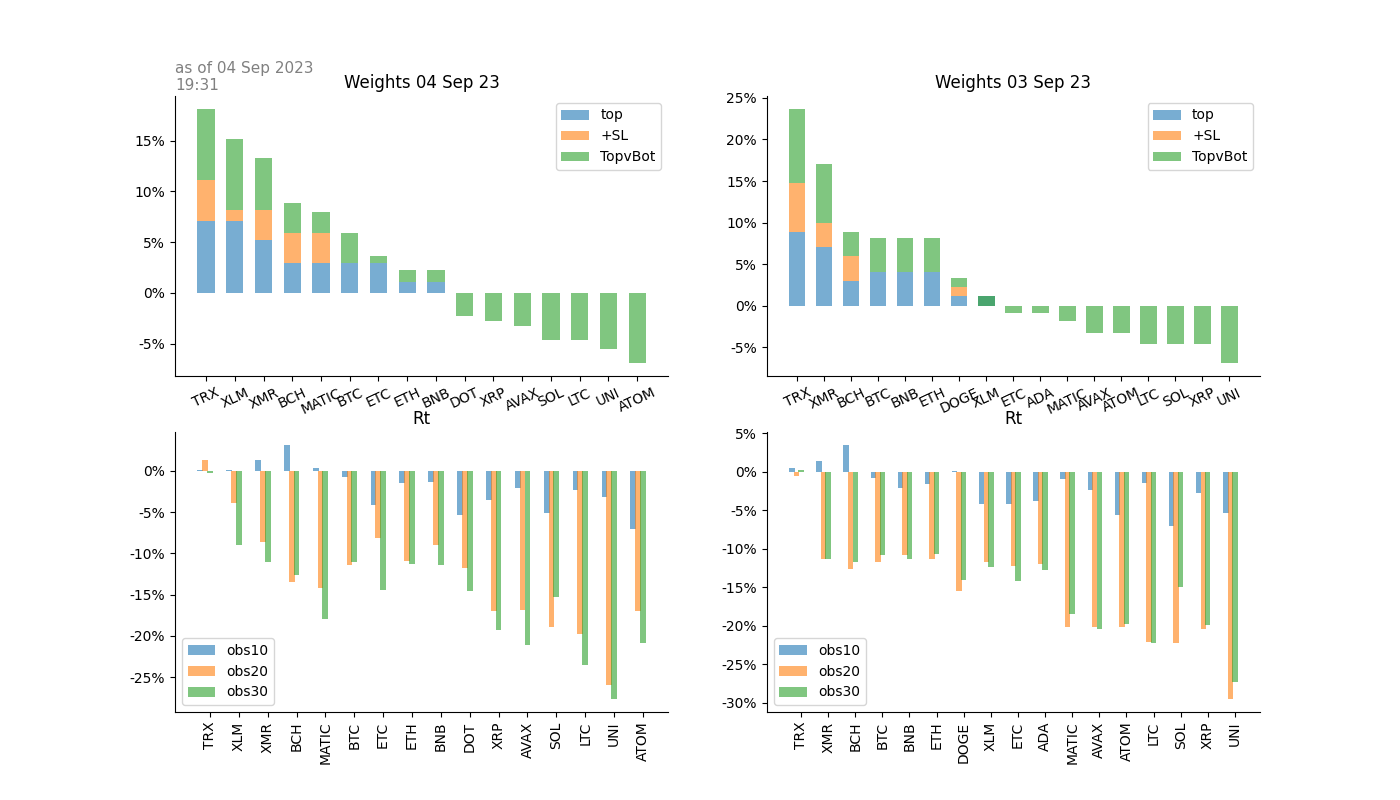 as of 04 Sep 2023
19:31
Weights 04 Sep 23
top
+SL
TopvBot
15%
10%
5%
0%
-5%
TRX XLM XMR BCH MATIC BTC ETC ETH BNB DOT XRP AVAX SOL LTC UNI ATOM
Weights 03 Sep 23
top
+SL
TopvBot
25%
20%
15%
10%
5%
0%
-5%
TRX XMR BCH BTC BNB ETH DOGE XLM ETC ADA MATIC AVAX ATOM LTC SOL XRP UNI
Rt
0%
-5%
-10%
-15%
-20%
-25%
obs10
obs20
obs30
TRX XLM XMR BCH MATIC BTC ETC ETH BNB DOT XRP AVAX SOL LTC UNI ATOM
Rt
5%
0%
-5%
-10%
-15%
-20%
-25%
-30%
obs10
obs20
obs30
TRX XMR BCH BTC BNB ETH DOGE XLM ETC ADA MATIC AVAX ATOM LTC SOL XRP UNI